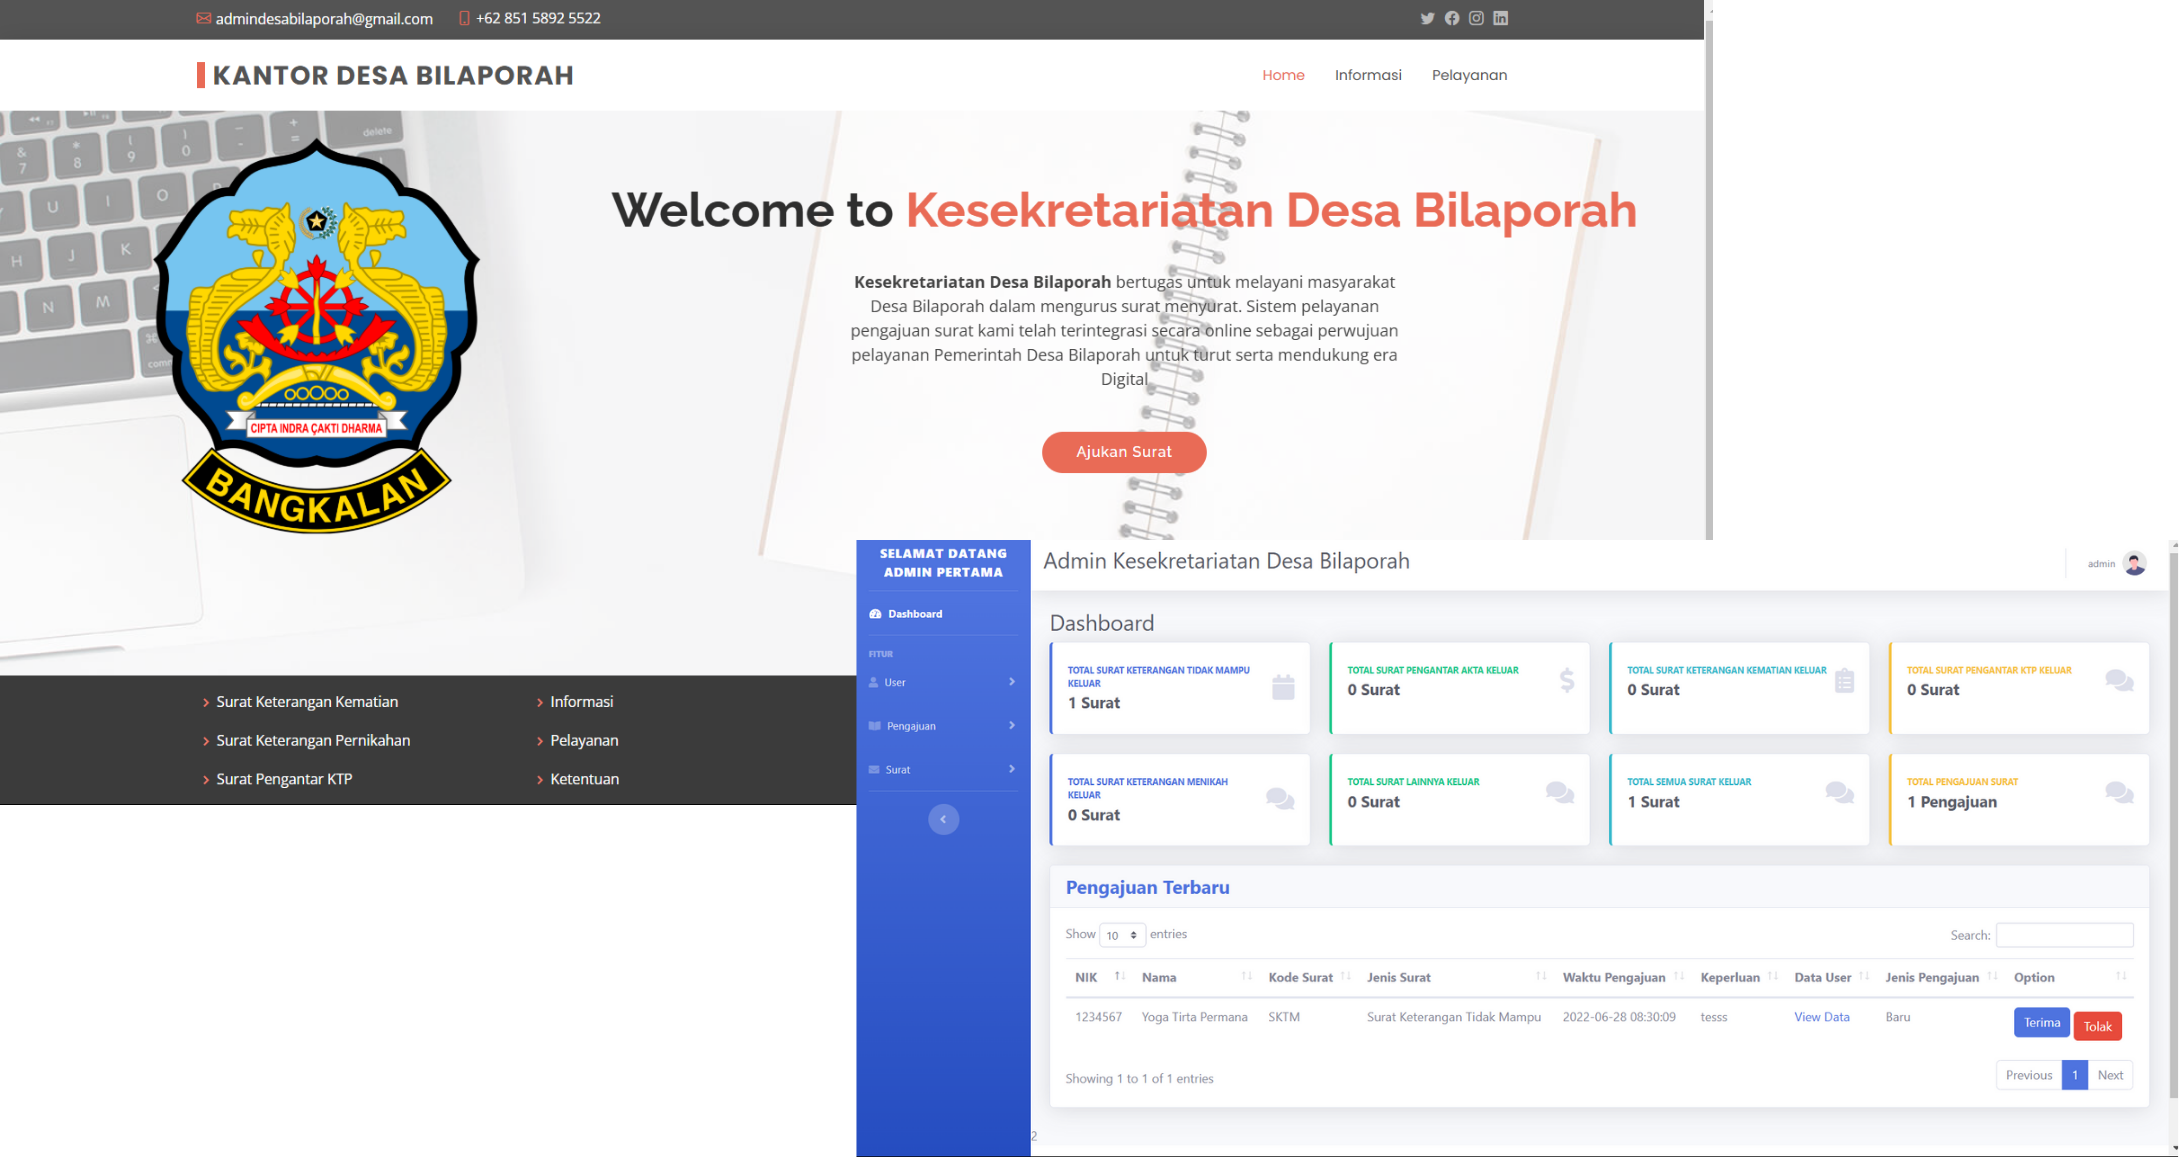 admindesabilaporah@gmail.com +62 851 5892 5522
KANTOR DESA BILAPORAH
Home Informasi Pelayanan
Welcome to Kesekretariatan Desa Bilaporah
Kesekretariatan Desa Bilaporah bertugas untuk melayani masyarakat
Desa Bilaporah dalam mengurus surat menyurat. Sistem pelayanan
pengajuan surat kami telah terintegrasi secara online sebagai perwujuan
pelayanan Pemerintah Desa Bilaporah untuk turut serta mendukung era
Digital
Ajukan Surat
delete
& 7 * 8 ( 9 ) 0 - + =
U I O
H J K
N M
CIPTA INDRA ÇAKTI DHARMA
BANGKALAN
Surat Keterangan Kematian
Surat Keterangan Pernikahan
Surat Pengantar KTP
Informasi
Pelayanan
Ketentuan
SELAMAT DATANG
ADMIN PERTAMA
Dashboard
FITUR
User
Pengajuan
Surat
Admin Kesekretariatan Desa Bilaporah
admin
Dashboard
TOTAL SURAT KETERANGAN TIDAK MAMPU
KELUAR
1 Surat
TOTAL SURAT PENGANTAR AKTA KELUAR
0 Surat
TOTAL SURAT KETERANGAN KEMATIAN KELUAR
0 Surat
TOTAL SURAT PENGANTAR KTP KELUAR
0 Surat
TOTAL SURAT KETERANGAN MENIKAH
KELUAR
0 Surat
TOTAL SURAT LAINNYA KELUAR
0 Surat
TOTAL SEMUA SURAT KELUAR
1 Surat
TOTAL PENGAJUAN SURAT
1 Pengajuan
Pengajuan Terbaru
Show 10 entries Search:
NIK Nama Kode Surat Jenis Surat Waktu Pengajuan Keperluan Data User Jenis Pengajuan Option
1234567 Yoga Tirta Permana SKTM Surat Keterangan Tidak Mampu 2022-06-28 08:30:09 tesss View Data Baru Terima Tolak
Showing 1 to 1 of 1 entries Previous 1 Next
2